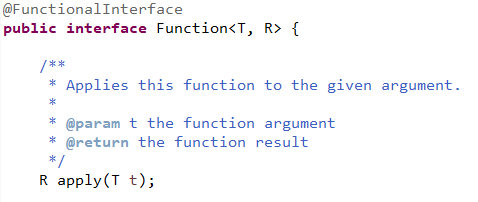 @FunctionalInterface
public interface Function<T, R> {
/**
* Applies this function to the given argument.
*
* @param t the function argument
* @return the function result
*/
R apply(T t);